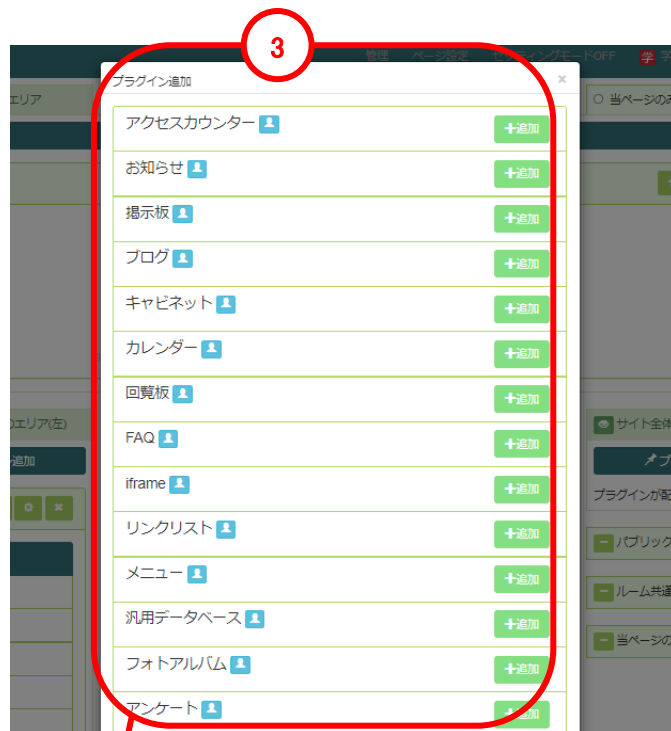 3
管理 ページ設定 セッティングモードOFF 学 学
プラグイン追加 ×
エリア
○ 当ページのみ
アクセスカウンター +追加
お知らせ +追加
掲示板 +追加
ブログ +追加
キャビネット +追加
カレンダー +追加
回覧板 +追加
のエリア(左)
サイト全体
FAQ +追加
追加
プ
iframe +追加
プラグインが配
リンクリスト +追加
パブリック
メニュー +追加
ルーム共通
汎用データベース +追加
当ページの
フォトアルバム +追加
アンケート +追加